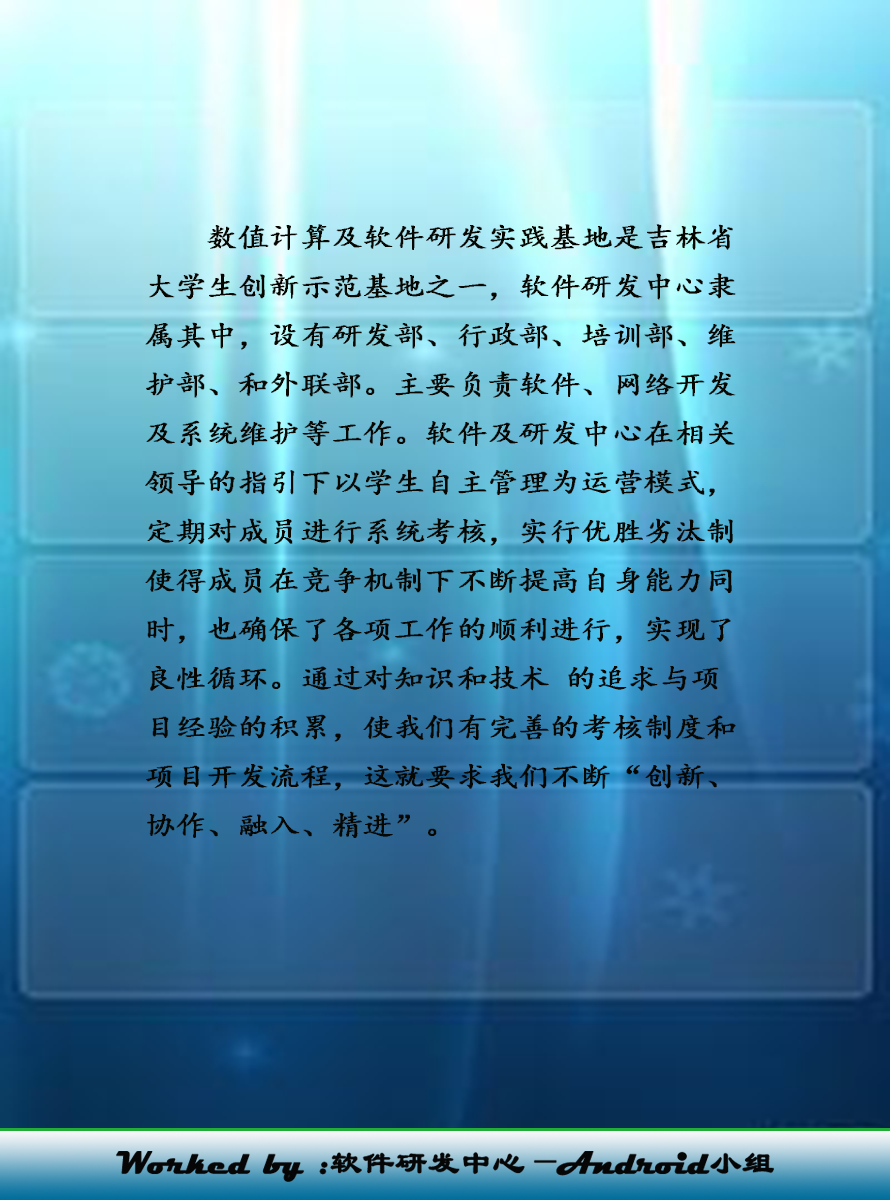 数值计算及软件研发实践基地是吉林省
大学生创新示范基地之一，软件研发中心隶
属其中，设有研发部、行政部、培训部、维
护部、和外联部。主要负责软件、网络开发
及系统维护等工作。软件及研发中心在相关
领导的指引下以学生自主管理为运营模式，
定期对成员进行系统考核，实行优胜劣汰制
使得成员在竞争机制下不断提高自身能力同
时，也确保了各项工作的顺利进行，实现了
良性循环。通过对知识和技术 的追求与项
目经验的积累，使我们有完善的考核制度和
项目开发流程，这就要求我们不断“创新、
协作、融入、精进”。
Worked by :软件研发中心－Android小组